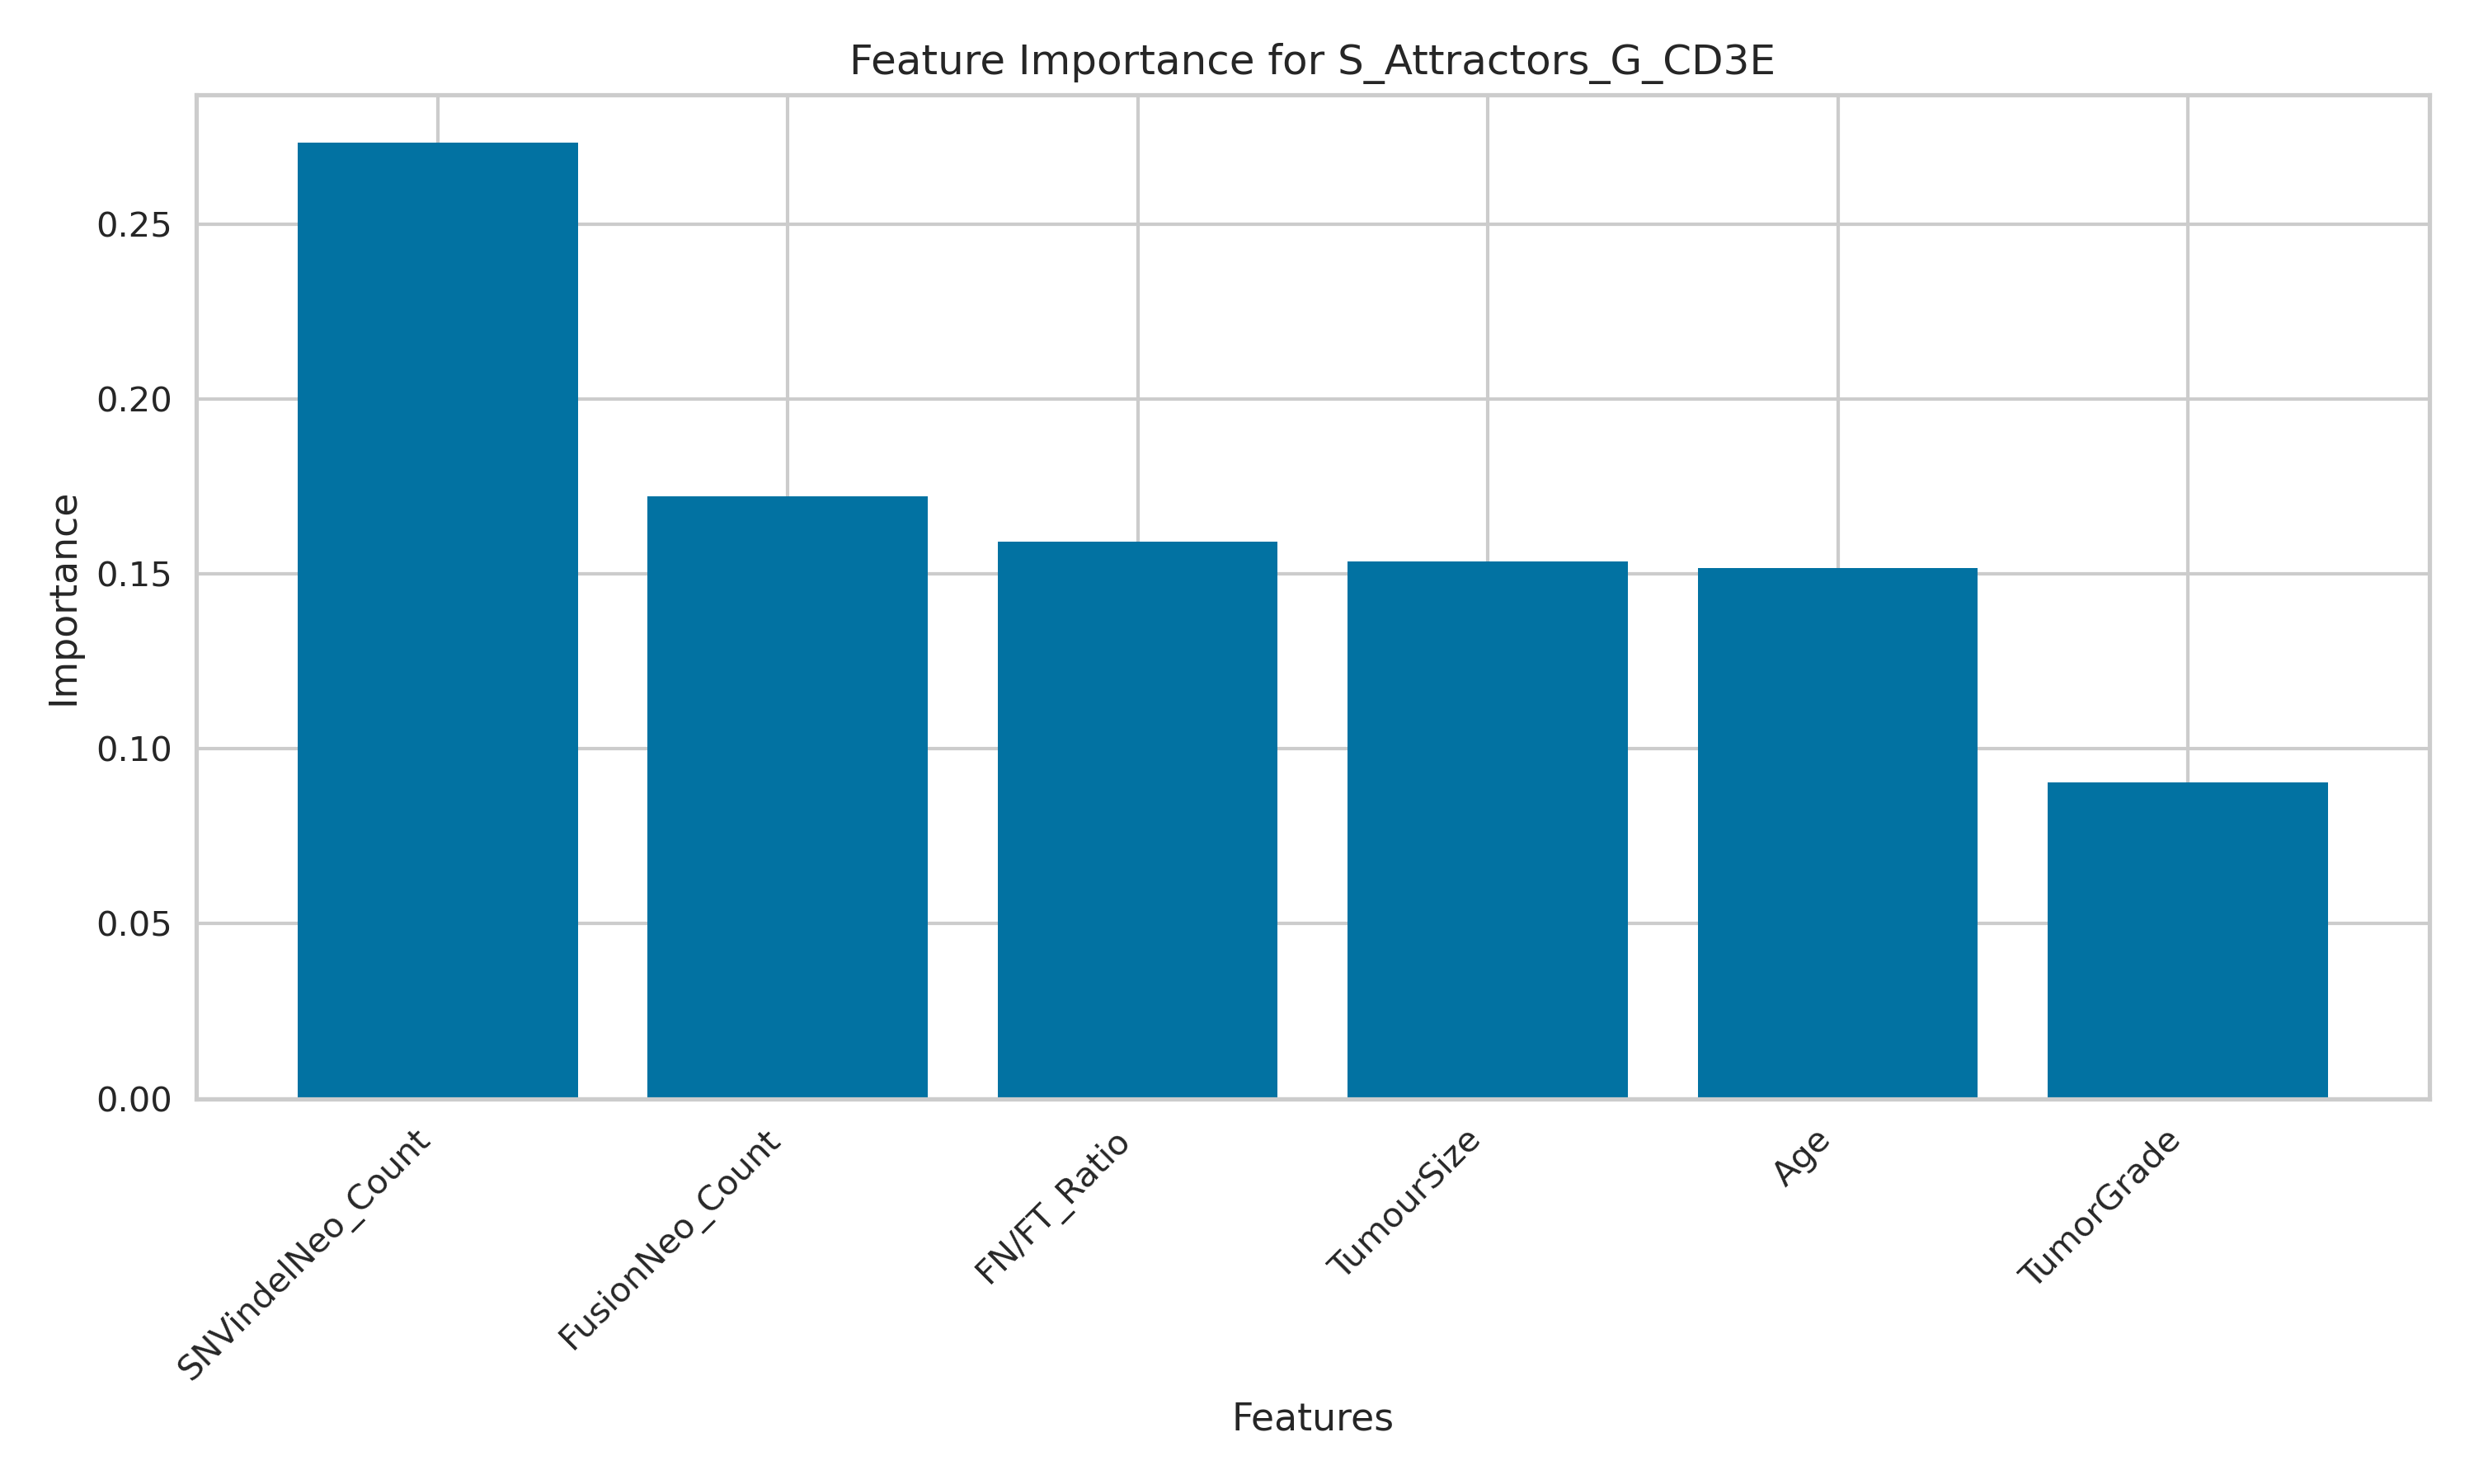 Feature Importance for S_Attractors_G_CD3E
Importance
0.25
0.20
0.15
0.10
0.05
0.00
SNVindelNeo_Count
FusionNeo_Count
FN/FT_Ratio
TumourSize
Age
TumorGrade
Features